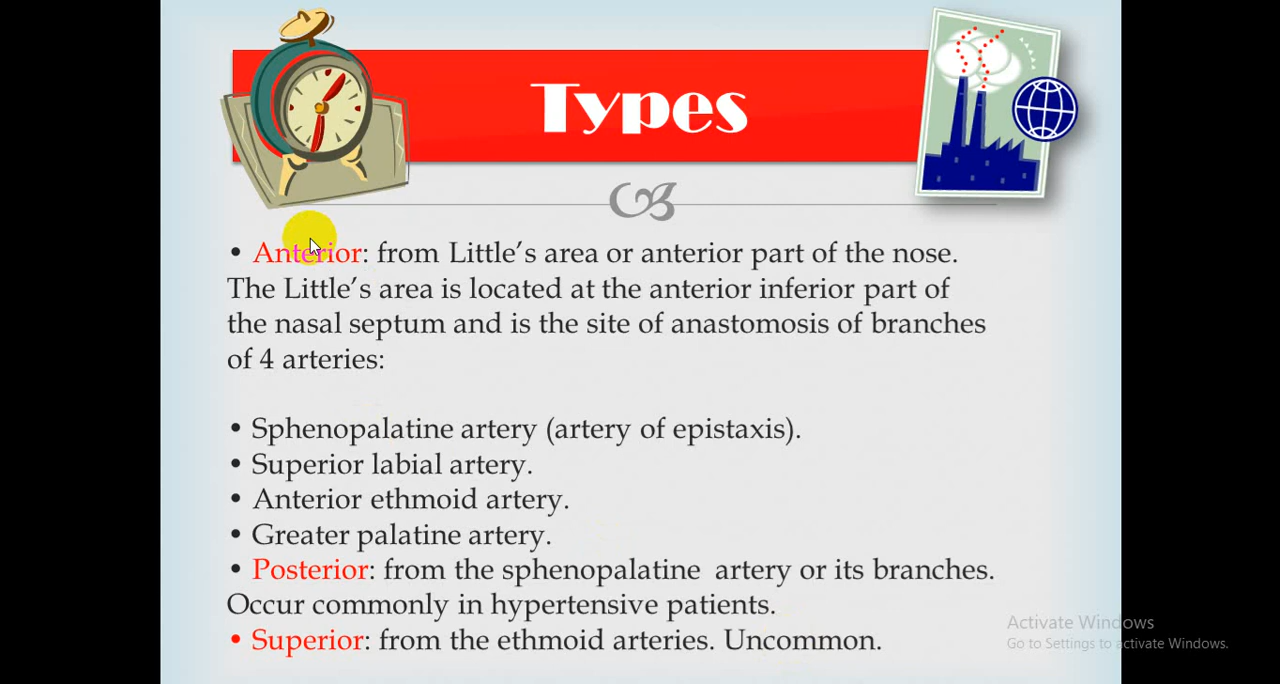 Types
• Anterior: from Little’s area or anterior part of the nose.
The Little’s area is located at the anterior inferior part of
the nasal septum and is the site of anastomosis of branches
of 4 arteries:
• Sphenopalatine artery (artery of epistaxis).
• Superior labial artery.
• Anterior ethmoid artery.
• Greater palatine artery.
• Posterior: from the sphenopalatine artery or its branches.
Occur commonly in hypertensive patients.
• Superior: from the ethmoid arteries. Uncommon.
Activate Windows
Go to Settings to activate Windows.